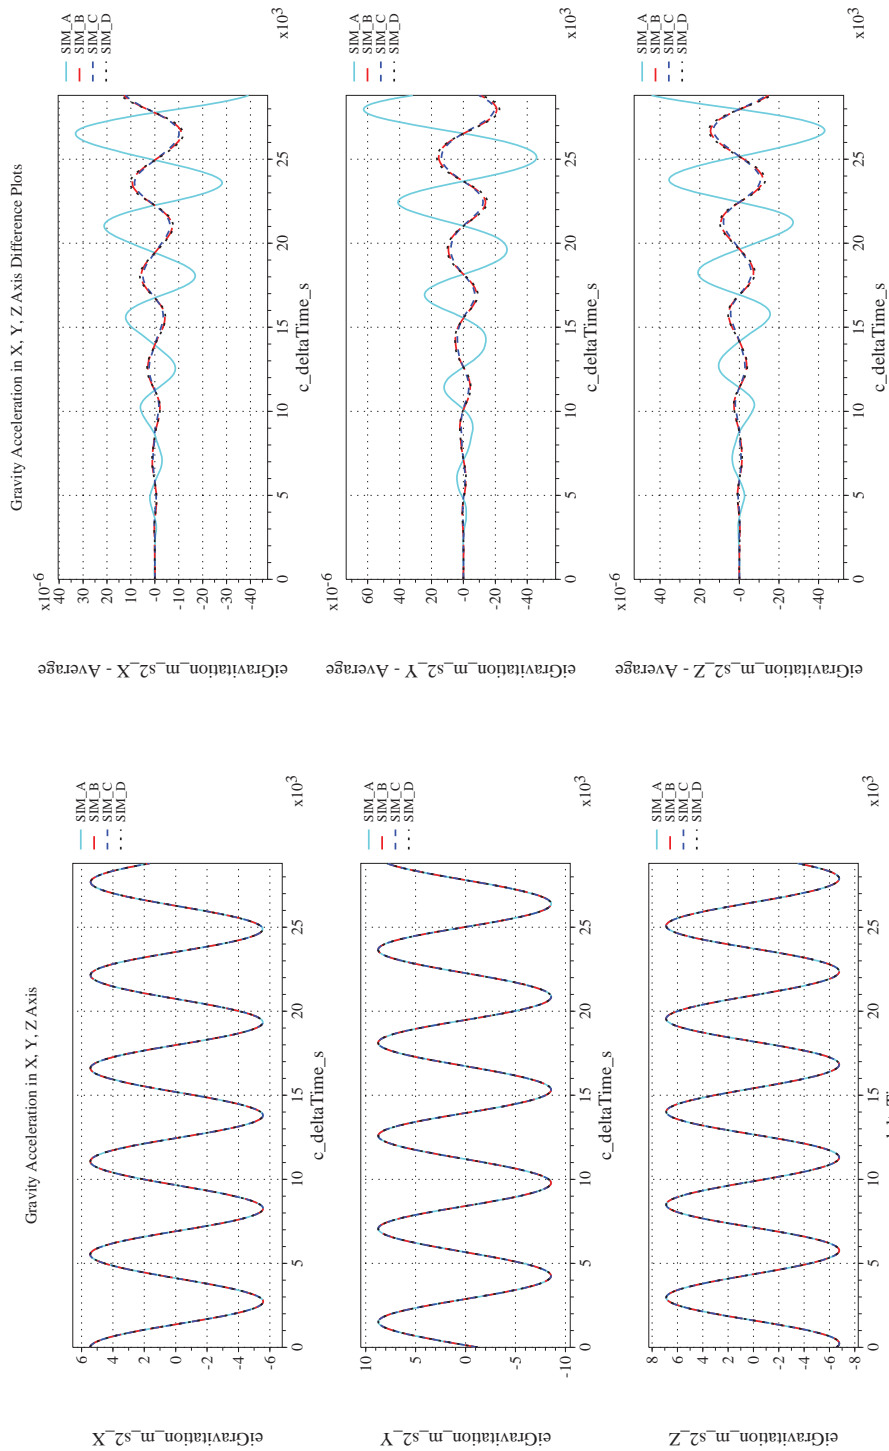 Gravity Acceleration in X, Y, Z Axis Difference Plots
x10-6
40
30
20
10
-0
-10
-20
-30
-40
eiGravitation_m_s2_X - Average
0
5
10
15
20
25
x10³
c_deltaTime_s
SIM_A
SIM_B
SIM_C
SIM_D
x10-6
60
40
20
-0
-20
-40
eiGravitation_m_s2_Y - Average
0
5
10
15
20
25
x10³
c_deltaTime_s
SIM_A
SIM_B
SIM_C
SIM_D
x10-6
40
20
-0
-20
-40
eiGravitation_m_s2_Z - Average
0
5
10
15
20
25
x10³
c_deltaTime_s
SIM_A
SIM_B
SIM_C
SIM_D
Gravity Acceleration in X, Y, Z Axis
6
4
2
0
-2
-4
-6
eiGravitation_m_s2_X
0
5
10
15
20
25
x10³
c_deltaTime_s
SIM_A
SIM_B
SIM_C
SIM_D
10
5
0
-5
-10
eiGravitation_m_s2_Y
0
5
10
15
20
25
x10³
c_deltaTime_s
SIM_A
SIM_B
SIM_C
SIM_D
8
6
4
2
-0
-2
-4
-6
-8
eiGravitation_m_s2_Z
0
5
10
15
20
25
x10³
SIM_A
SIM_B
SIM_C
SIM_D